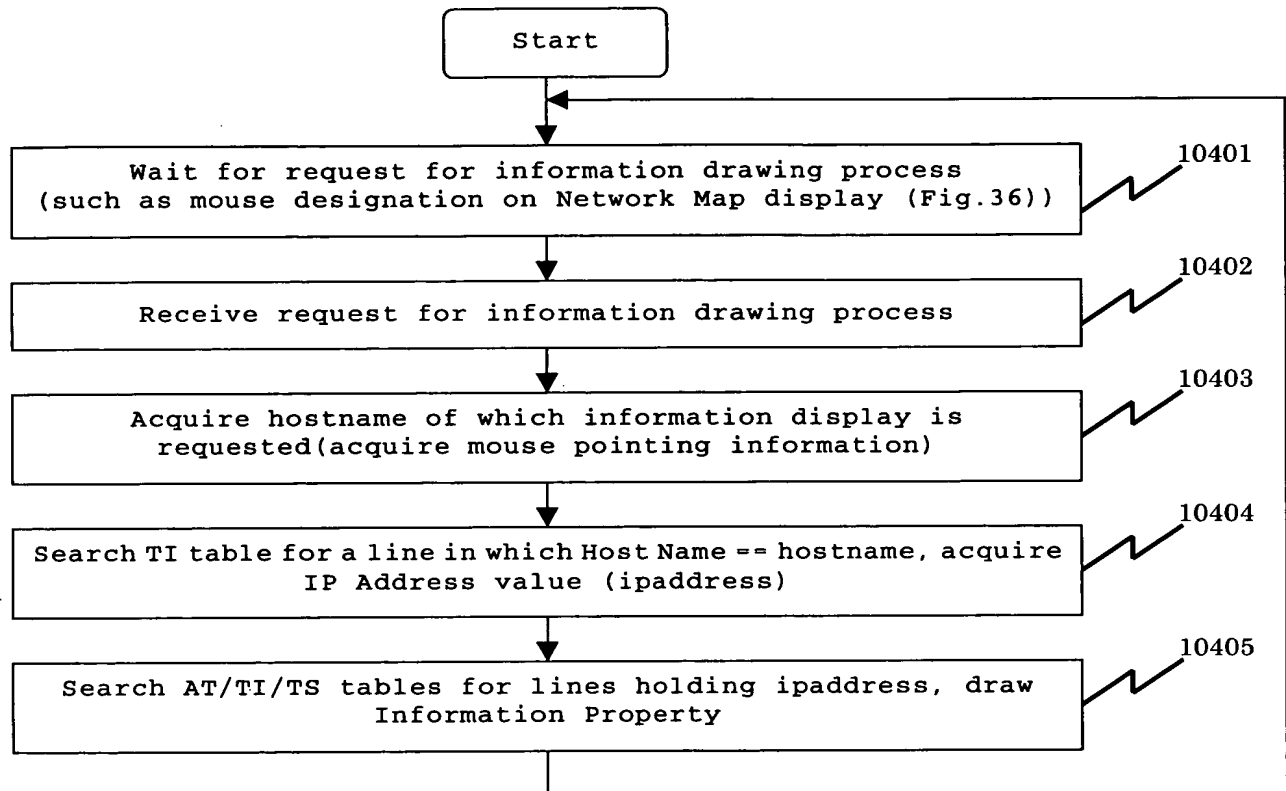 Start
Wait for request for information drawing process
(such as mouse designation on Network Map display (Fig.36))
10401
Receive request for information drawing process
10402
Acquire hostname of which information display is
requested(acquire mouse pointing information)
10403
Search TI table for a line in which Host Name == hostname, acquire
IP Address value (ipaddress)
10404
Search AT/TI/TS tables for lines holding ipaddress, draw
Information Property
10405